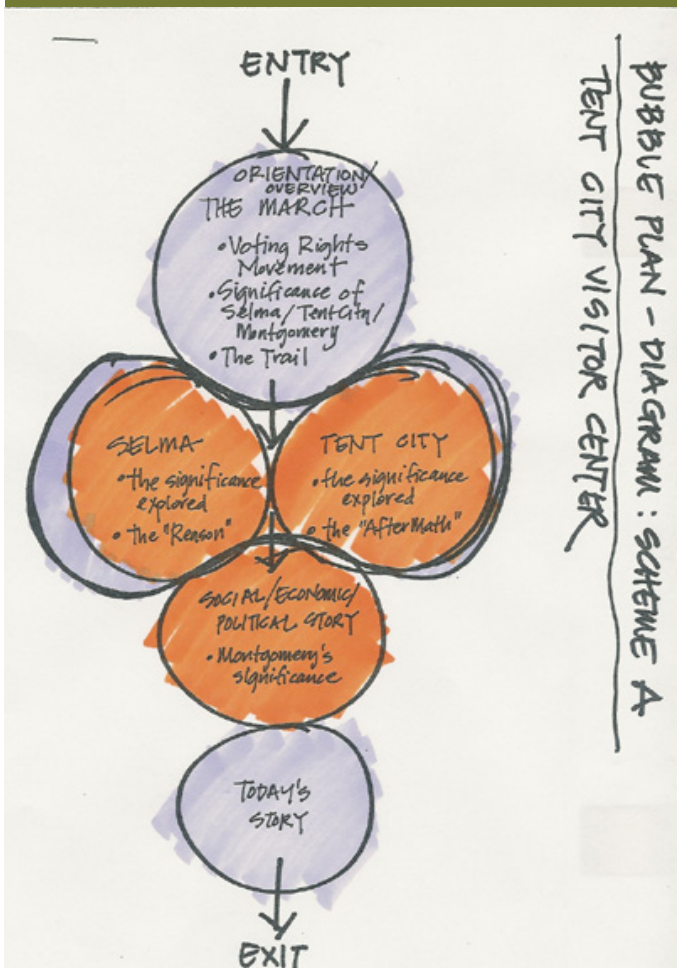 BUBBLE PLAN - DIAGRAM: SCHEME A
TENT CITY VISITOR CENTER
ENTRY
ORIENTATION/
OVERVIEW
THE MARCH
• Voting Rights
Movement
• Significance of
Selma/TentCity/
Montgomery
• The Trail
SELMA
• the significance
explored
• the "Reason"
TENT CITY
• the significance
explored
• the "AfterMath"
SOCIAL/ECONOMIC/
POLITICAL STORY
• Montgomery's
significance
TODAY'S
STORY
EXIT